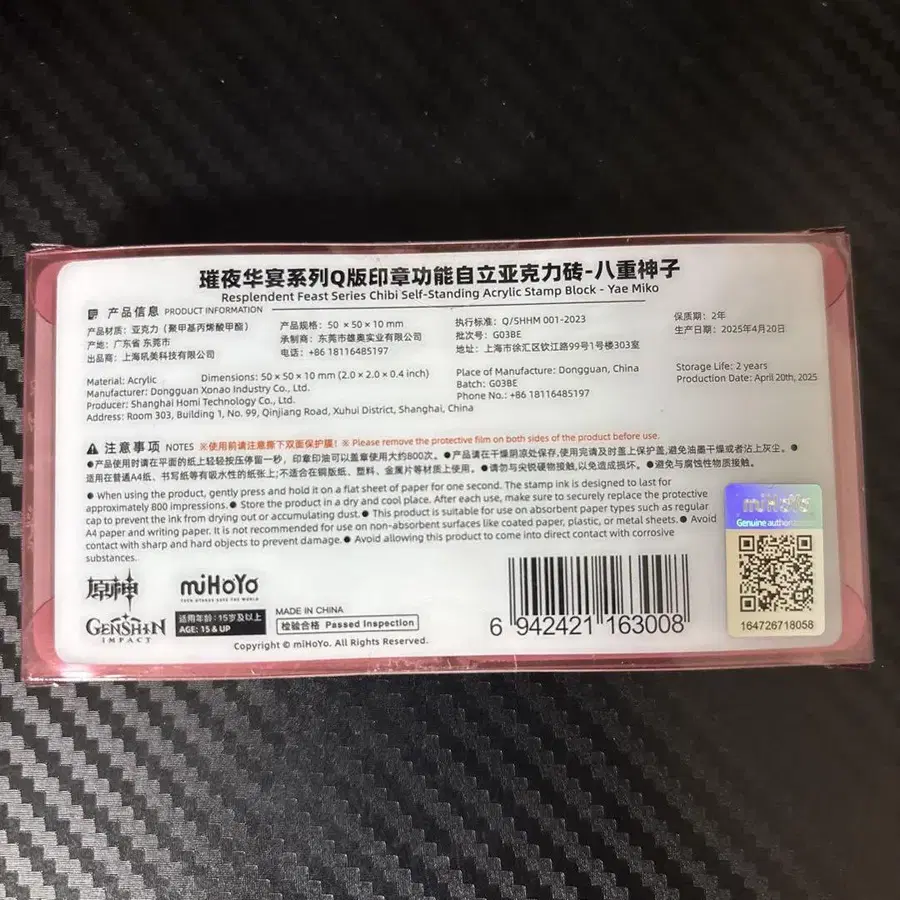 璀夜华宴系列Q版印章功能自立亚克力砖-八重神子
Resplendent Feast Series Chibi Self-Standing Acrylic Stamp Block - Yae Miko
产品信息 PRODUCT INFORMATION
产品材质：亚克力（聚甲基丙烯酸甲酯）
产地：广东省 东莞市
出品商：上海吼美科技有限公司
产品规格：50 × 50 × 10 mm
承制商：东莞市雄奥实业有限公司
电话：+86 18116485197
执行标准：Q/SHHM 001-2023
批次号：G03BE
地址：上海市徐汇区钦江路99号1号楼303室
保质期：2年
生产日期：2025年4月20日
Material: Acrylic Dimensions: 50 x 50 x 10 mm (2.0 x 2.0 x 0.4 inch)
Manufacturer: Dongguan Xonao Industry Co., Ltd.
Producer: Shanghai Homi Technology Co., Ltd.
Address: Room 303, Building 1, No. 99, Qinjiang Road, Xuhui District, Shanghai, China
Place of Manufacture: Dongguan, China
Batch: G03BE
Phone No.: +86 18116485197
Storage Life: 2 years
Production Date: April 20th, 2025
注意事项 NOTES ※使用前请注意撕下双面保护膜！※ Please remove the protective film on both sides of the product before use.
●产品使用时请在平面的纸上轻轻按压停留一秒，印章印油可以盖章大约800次。●产品请在干燥阴凉处保存,使用完请及时盖上保护盖,避免油墨干燥或者沾上灰尘。●
适用在普通A4纸、书写纸等有吸水性的纸张上;不适合在铜版纸、塑料、金属片等材质上使用。●请勿与尖锐硬物接触,以免造成损坏。●避免与腐蚀性物质接触。
● When using the product, gently press and hold it on a flat sheet of paper for one second. The stamp ink is designed to last for
approximately 800 impressions.● Store the product in a dry and cool place. After each use, make sure to securely replace the protective
cap to prevent the ink from drying out or accumulating dust.● This product is suitable for use on absorbent paper types such as regular
A4 paper and writing paper. It is not recommended for use on non-absorbent surfaces like coated paper, plastic, or metal sheets.● Avoid
contact with sharp and hard objects to prevent damage.● Avoid allowing this product to come into direct contact with corrosive
substances.
原神
GENSHIN
IMPACT
miHoYo
TECH OTAKUS SAVE THE WORLD
适用年龄：15岁及以上
AGE: 15 & UP
MADE IN CHINA
检验合格 Passed Inspection
Copyright © miHoYo. All Rights Reserved.
6 942421 163008
miHoYo
Genuine
164726718058